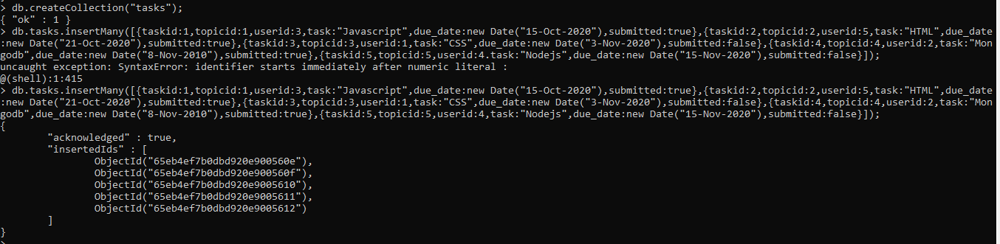 > db.createCollection("tasks");
{ "ok" : 1 }
> db.tasks.insertMany([{taskid:1,topicid:1,userid:3,task:"Javascript",due_date:new Date("15-Oct-2020"),submitted:true},{taskid:2,topicid:2,userid:5,task:"HTML",due_date
:new Date("21-Oct-2020"),submitted:true},{taskid:3,topicid:3,userid:1,task:"CSS",due_date:new Date("3-Nov-2020"),submitted:false},{taskid:4,topicid:4,userid:2,task:"Mon
godb",due_date:new Date("8-Nov-2010"),submitted:true},{taskid:5,topicid:5,userid:4.task:"Nodejs",due_date:new Date("15-Nov-2020"),submitted:false}]);
uncaught exception: SyntaxError: identifier starts immediately after numeric literal :
@(shell):1:415
> db.tasks.insertMany([{taskid:1,topicid:1,userid:3,task:"Javascript",due_date:new Date("15-Oct-2020"),submitted:true},{taskid:2,topicid:2,userid:5,task:"HTML",due_date
:new Date("21-Oct-2020"),submitted:true},{taskid:3,topicid:3,userid:1,task:"CSS",due_date:new Date("3-Nov-2020"),submitted:false},{taskid:4,topicid:4,userid:2,task:"Mon
godb",due_date:new Date("8-Nov-2010"),submitted:true},{taskid:5,topicid:5,userid:4,task:"Nodejs",due_date:new Date("15-Nov-2020"),submitted:false}]);
{
        "acknowledged" : true,
        "insertedIds" : [
                ObjectId("65eb4ef7b0dbd920e900560e"),
                ObjectId("65eb4ef7b0dbd920e900560f"),
                ObjectId("65eb4ef7b0dbd920e9005610"),
                ObjectId("65eb4ef7b0dbd920e9005611"),
                ObjectId("65eb4ef7b0dbd920e9005612")
        ]
}
>